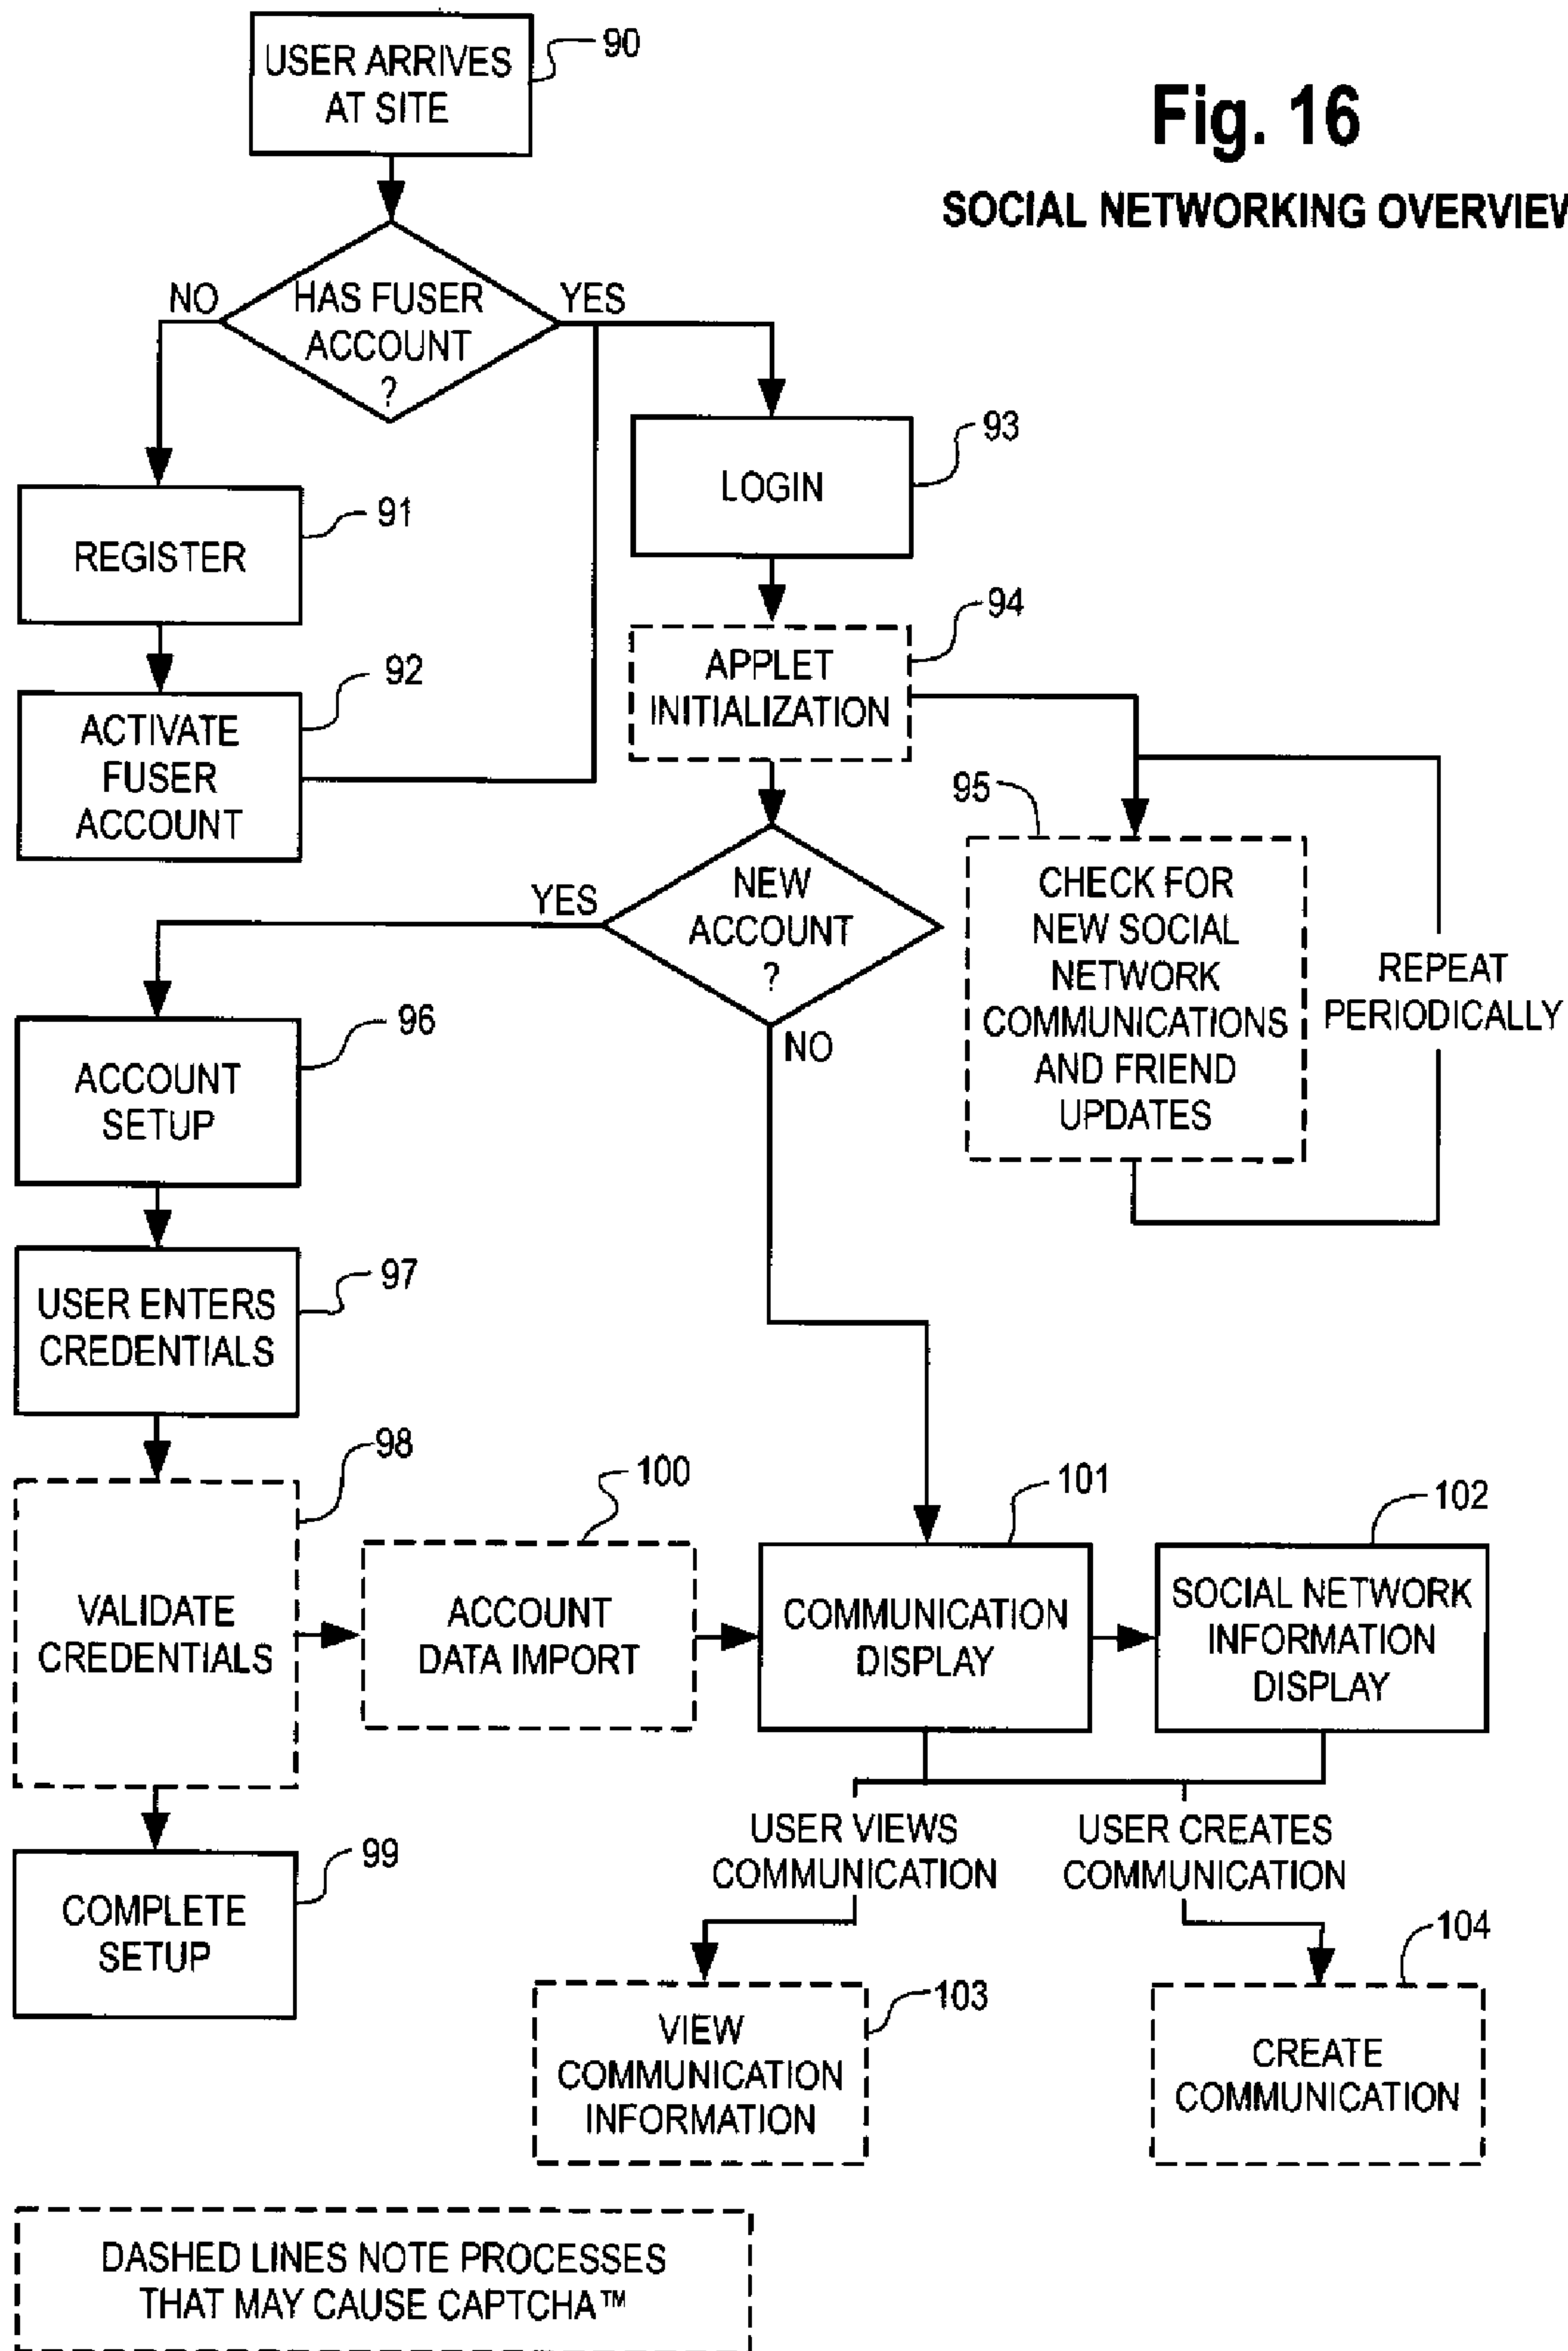 Fig. 16
SOCIAL NETWORKING OVERVIEW
USER ARRIVES
AT SITE
90
HAS FUSER
ACCOUNT
?
NO
YES
REGISTER
91
ACTIVATE
FUSER
ACCOUNT
92
LOGIN
93
APPLET
INITIALIZATION
94
95
CHECK FOR
NEW SOCIAL
NETWORK
COMMUNICATIONS
AND FRIEND
UPDATES
REPEAT
PERIODICALLY
NEW
ACCOUNT
?
YES
NO
ACCOUNT
SETUP
96
USER ENTERS
CREDENTIALS
97
VALIDATE
CREDENTIALS
98
COMPLETE
SETUP
99
ACCOUNT
DATA IMPORT
100
COMMUNICATION
DISPLAY
101
SOCIAL NETWORK
INFORMATION
DISPLAY
102
USER VIEWS
COMMUNICATION
USER CREATES
COMMUNICATION
VIEW
COMMUNICATION
INFORMATION
103
CREATE
COMMUNICATION
104
DASHED LINES NOTE PROCESSES
THAT MAY CAUSE CAPTCHA™